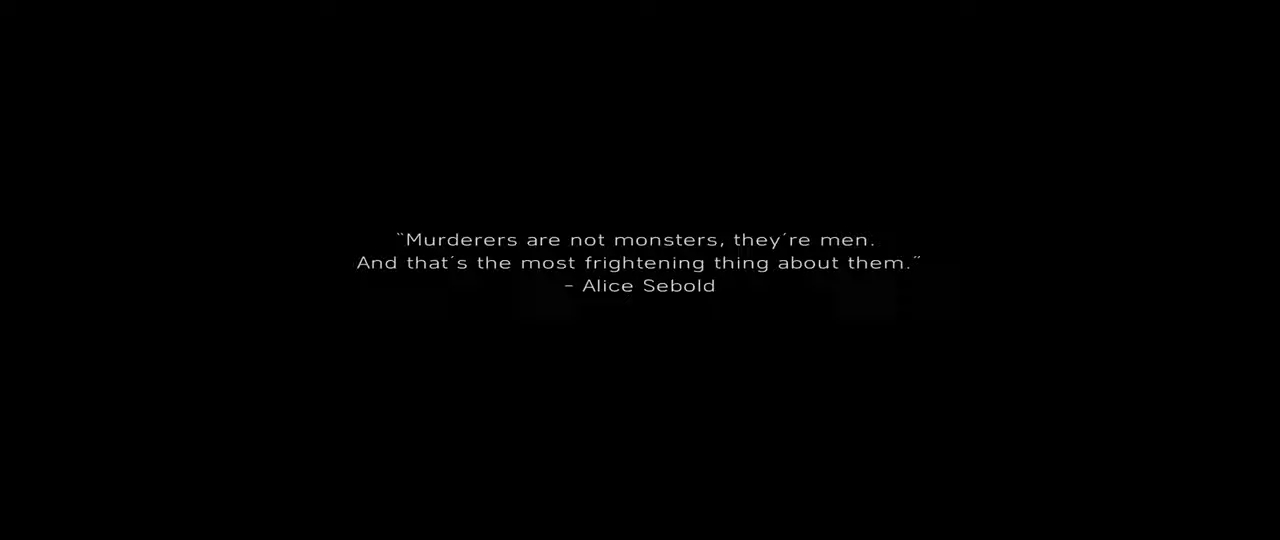 “Murderers are not monsters, they´re men.
And that´s the most frightening thing about them.”
- Alice Sebold